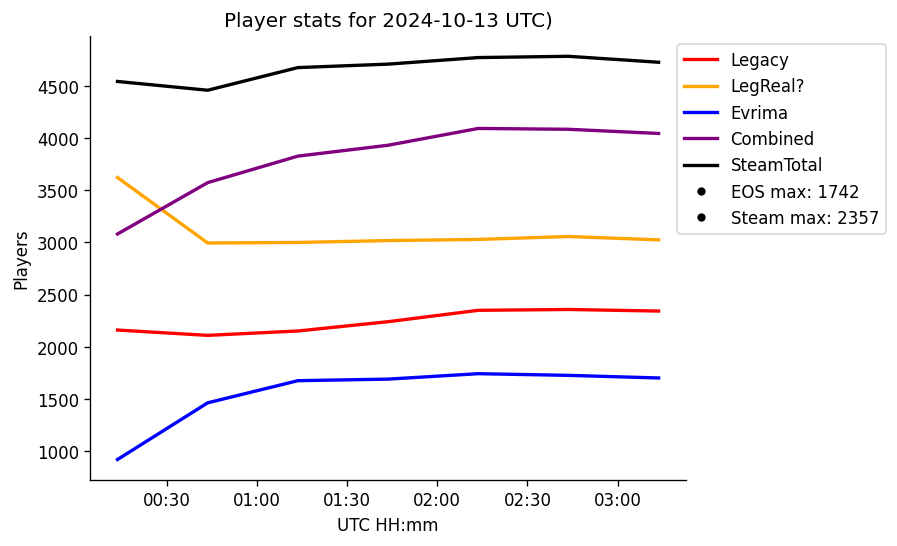 Player stats for 2024-10-13 UTC)
Players
4500
4000
3500
3000
2500
2000
1500
1000
00:30
01:00
01:30
02:00
02:30
03:00
UTC HH:mm
Legacy
LegReal?
Evrima
Combined
SteamTotal
EOS max: 1742
Steam max: 2357